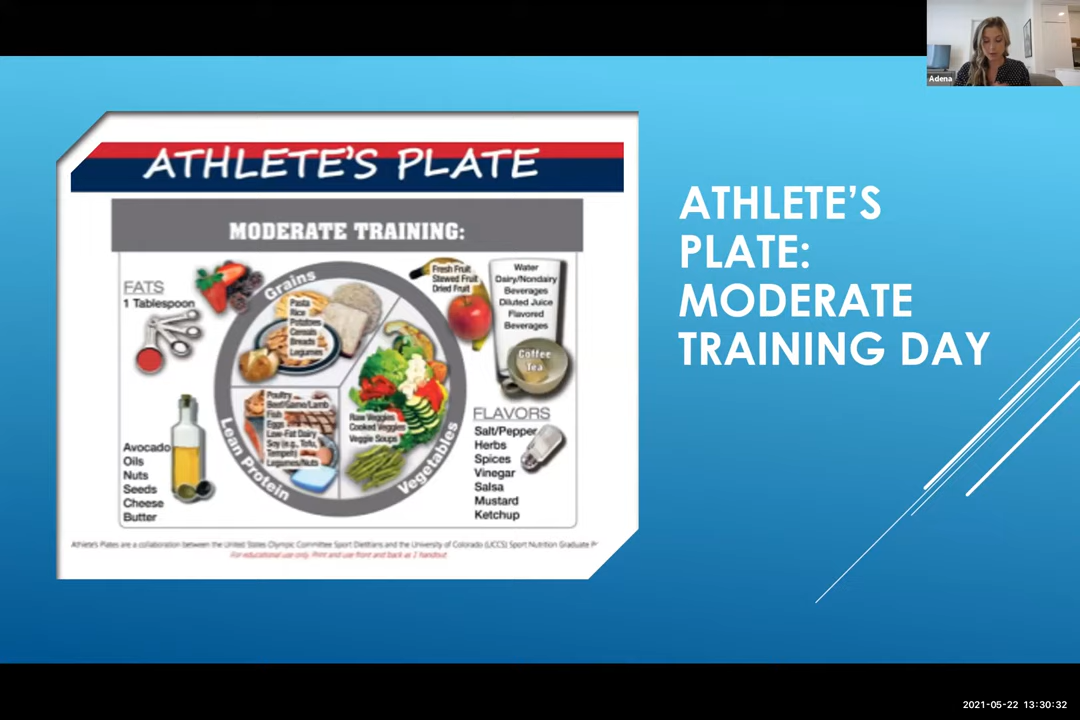 Adena
ATHLETE'S PLATE
MODERATE TRAINING:
FATS
1 Tablespoon
Avocado
Oils
Nuts
Seeds
Cheese
Butter
Grains
Pasta
Rice
Potatoes
Cereals
Breads
Legumes
Lean Protein
Poultry
Beef/Game/Lamb
Fish
Eggs
Low-Fat Dairy
Soy (e.g., Tofu,
Tempeh)
Legumes/Nuts
Vegetables
Raw Veggies
Cooked Veggies
Veggie Soups
Fresh Fruit
Stewed Fruit
Dried Fruit
Water
Dairy/Nondairy
Beverages
Diluted Juice
Flavored
Beverages
Coffee
Tea
FLAVORS
Salt/Pepper
Herbs
Spices
Vinegar
Salsa
Mustard
Ketchup
Athlete's Plates are a collaboration between the United States Olympic Committee Sport Dietitians and the University of Colorado (UCCS) Sport Nutrition Graduate
For educational use only. Print and use front and back as 1 handout.
ATHLETE'S
PLATE:
MODERATE
TRAINING DAY
2021-05-22 13:30:32